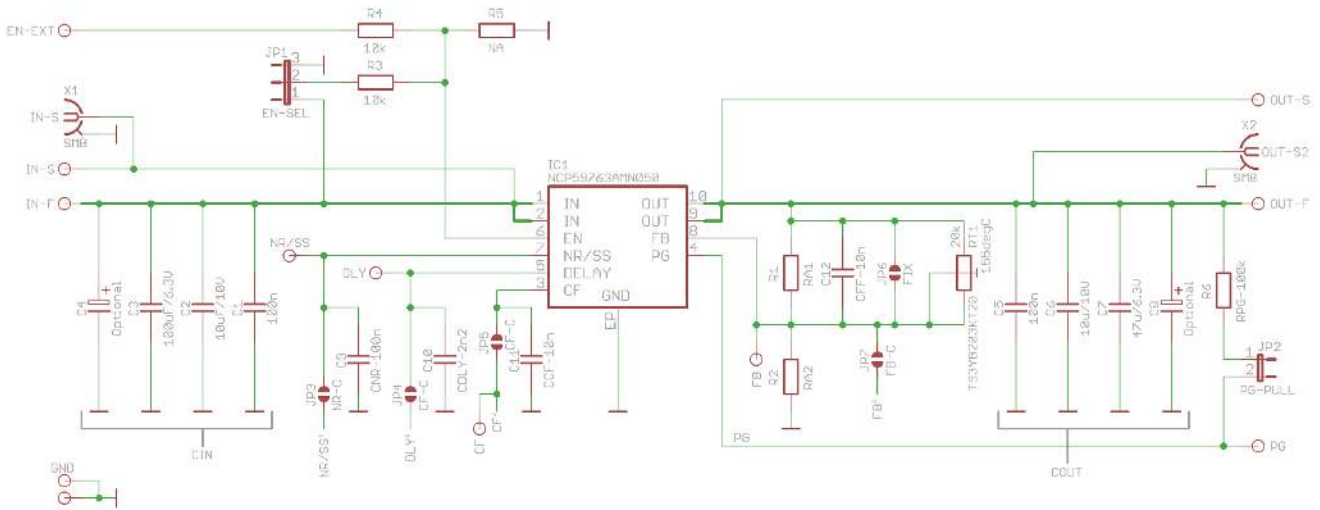 EN-EXT
R4
10k
R5
NA
JP1
3
2
1
EN-SEL
R3
10k
X1
IN-S
SMB
IN-S
IN-F
OUT-S
X2
OUT-S2
SMB
OUT-F
IC1
NCP59763AMN050
1 IN OUT 10
2 IN OUT 9
6 EN FB 8
7 NR/SS PG 4
5 DELAY
3 CF
GND
EP
NR/SS
DLY
C4
Optional
C3
100uF/6.3V
C2
10uF/10V
C1
100n
CIN
JP3
NR-C
NR/SS'
C9
CNR-100n
JP4
CF-C
DLY'
C10
CDLY-2n2
JP5
CF-C
CF
CF'
C11
CCF-10n
R1
RA1
C12
CFF-10n
JP6
FIX
20k
RT1
155degC
TS3YB203KT20
FB
R2
RA2
JP7
FB-C
FB'
C5
100n
C6
10u/10V
C7
47u/6.3V
C8
Optional
COUT
R6
RPG-100k
JP2
1
2
PG-PULL
PG
PG
GND